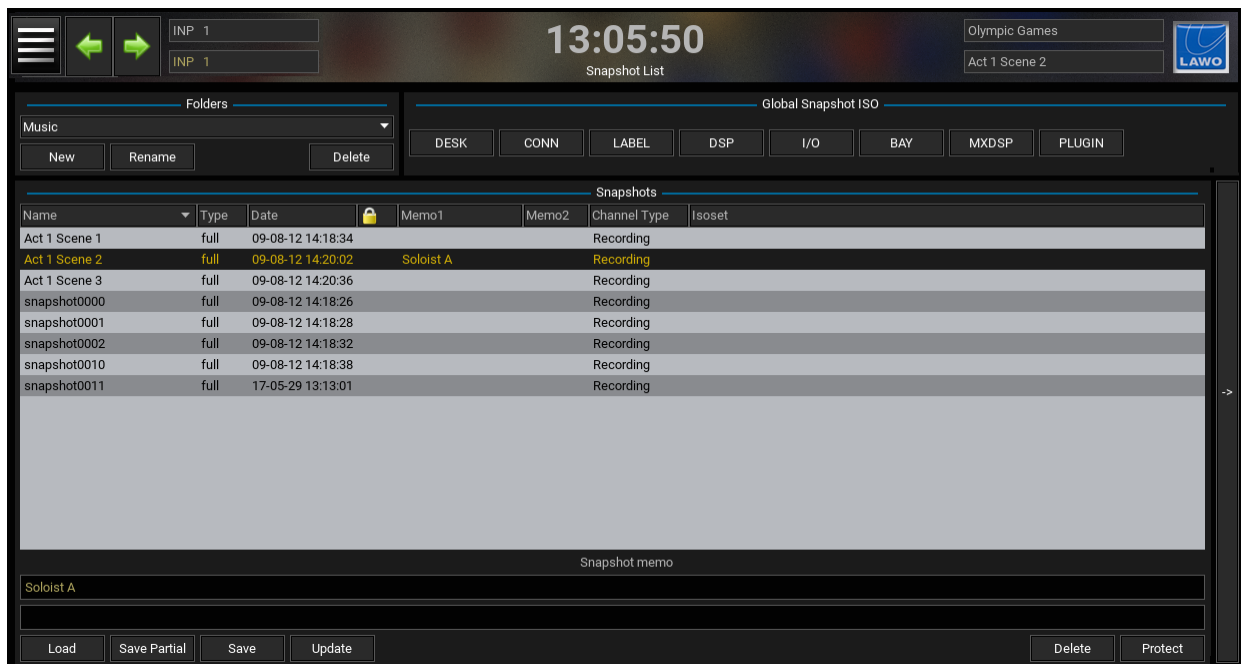 INP 1
INP 1
13:05:50
Snapshot List
Olympic Games
Act 1 Scene 2
LAWO
Folders
Music
New Rename Delete
Global Snapshot ISO
DESK CONN LABEL DSP I/O BAY MXDSP PLUGIN
Snapshots
Name Type Date Memo1 Memo2 Channel Type Isoset
Act 1 Scene 1 full 09-08-12 14:18:34 Recording
Act 1 Scene 2 full 09-08-12 14:20:02 Soloist A Recording
Act 1 Scene 3 full 09-08-12 14:20:36 Recording
snapshot0000 full 09-08-12 14:18:26 Recording
snapshot0001 full 09-08-12 14:18:28 Recording
snapshot0002 full 09-08-12 14:18:32 Recording
snapshot0010 full 09-08-12 14:18:38 Recording
snapshot0011 full 17-05-29 13:13:01 Recording
->
Snapshot memo
Soloist A
Load Save Partial Save Update Delete Protect